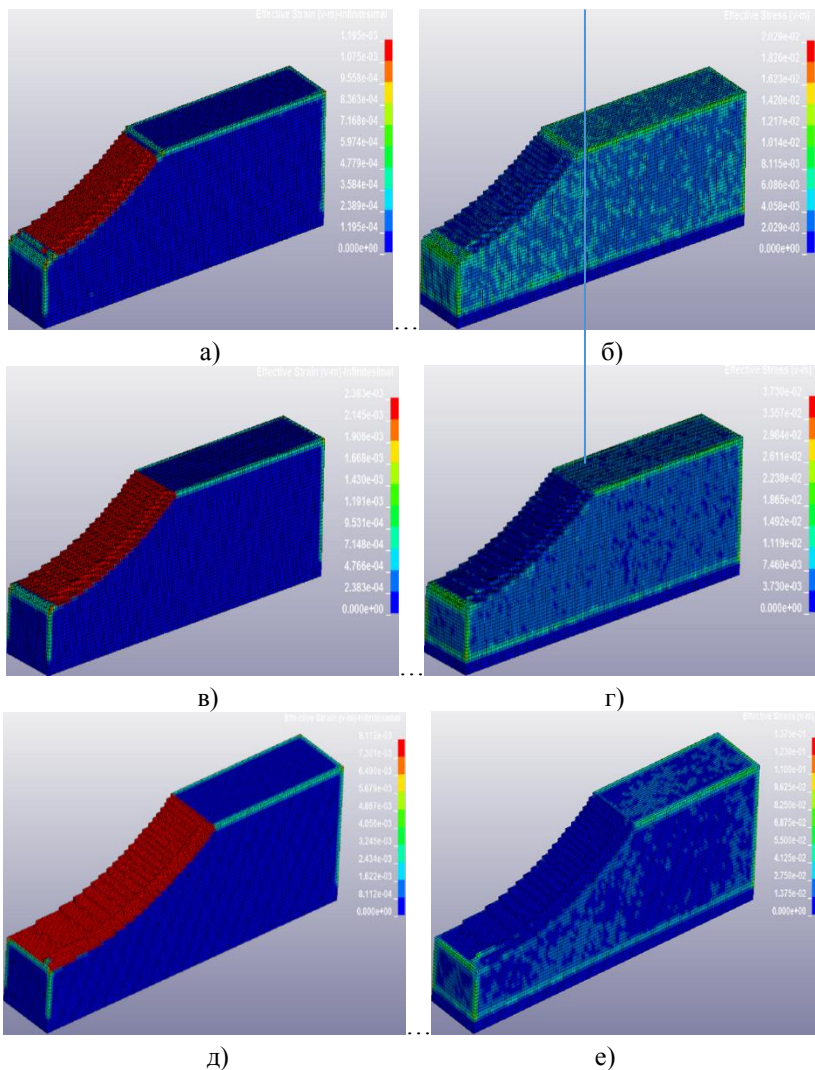 Effective Strain (v-m)-Infinitesimal
1.195e-03
1.075e-03
9.558e-04
8.363e-04
7.168e-04
5.974e-04
4.779e-04
3.584e-04
2.389e-04
1.195e-04
0.000e+00
Effective Stress (v-m)
2.029e-02
1.826e-02
1.623e-02
1.420e-02
1.217e-02
1.014e-02
8.115e-03
6.086e-03
4.058e-03
2.029e-03
0.000e+00
...
а)
б)
Effective Strain (v-m)-Infinitesimal
2.383e-03
2.145e-03
1.906e-03
1.668e-03
1.430e-03
1.191e-03
9.531e-04
7.148e-04
4.766e-04
2.383e-04
0.000e+00
Effective Stress (v-m)
3.730e-02
3.357e-02
2.984e-02
2.611e-02
2.238e-02
1.865e-02
1.492e-02
1.119e-02
7.460e-03
3.730e-03
0.000e+00
...
в)
г)
Effective Strain (v-m)-Infinitesimal
8.112e-03
7.301e-03
6.490e-03
5.679e-03
4.867e-03
4.056e-03
3.245e-03
2.434e-03
1.622e-03
8.112e-04
0.000e+00
Effective Stress (v-m)
1.100e-01
9.625e-02
8.250e-02
6.875e-02
5.500e-02
4.125e-02
2.750e-02
1.375e-02
0.000e+00
...
д)
е)